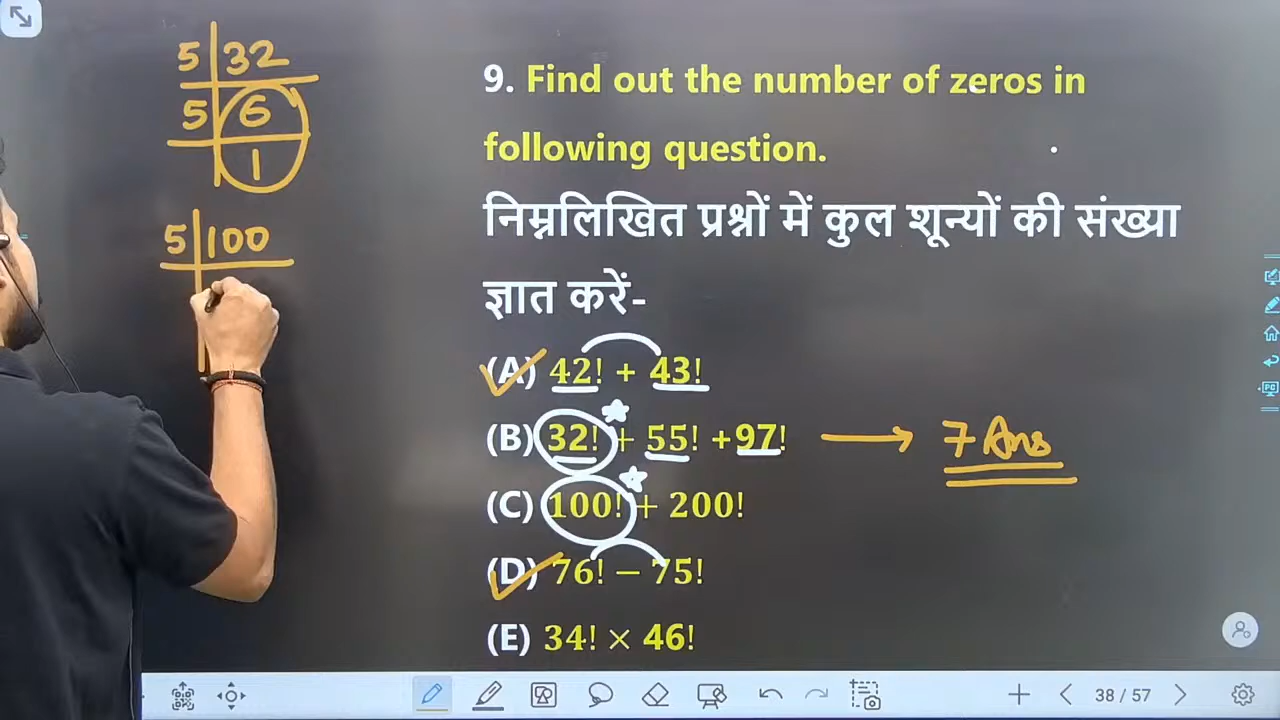 5 32
5 6
1
5 100
9. Find out the number of zeros in
following question.
निम्नलिखित प्रश्नों में कुल शून्यों की संख्या
ज्ञात करें-
(A) 42! + 43!
(B) 32! + 55! +97! → 7 Ans
(C) 100! + 200!
(D) 76! − 75!
(E) 34! × 46!
38 / 57